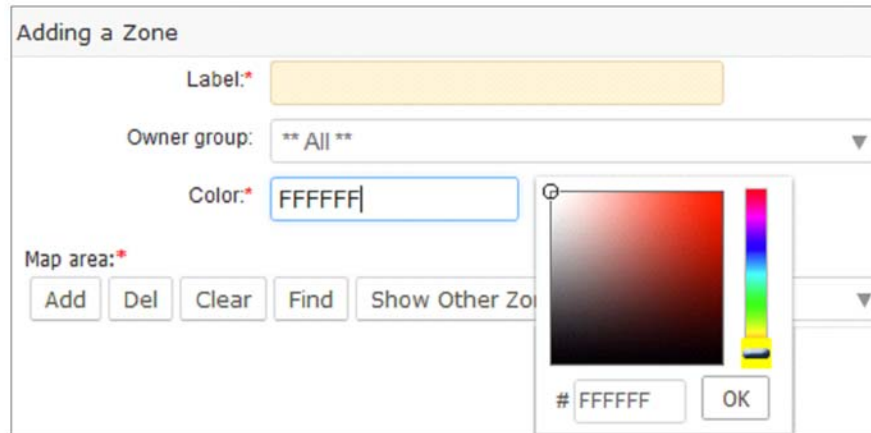 Adding a Zone
Label:*
Owner group: ** All **
Color:* FFFFFF
Map area:*
Add Del Clear Find Show Other Zo
# FFFFFF OK